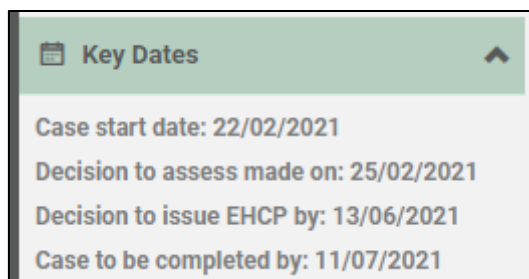 Key Dates
Case start date: 22/02/2021
Decision to assess made on: 25/02/2021
Decision to issue EHCP by: 13/06/2021
Case to be completed by: 11/07/2021